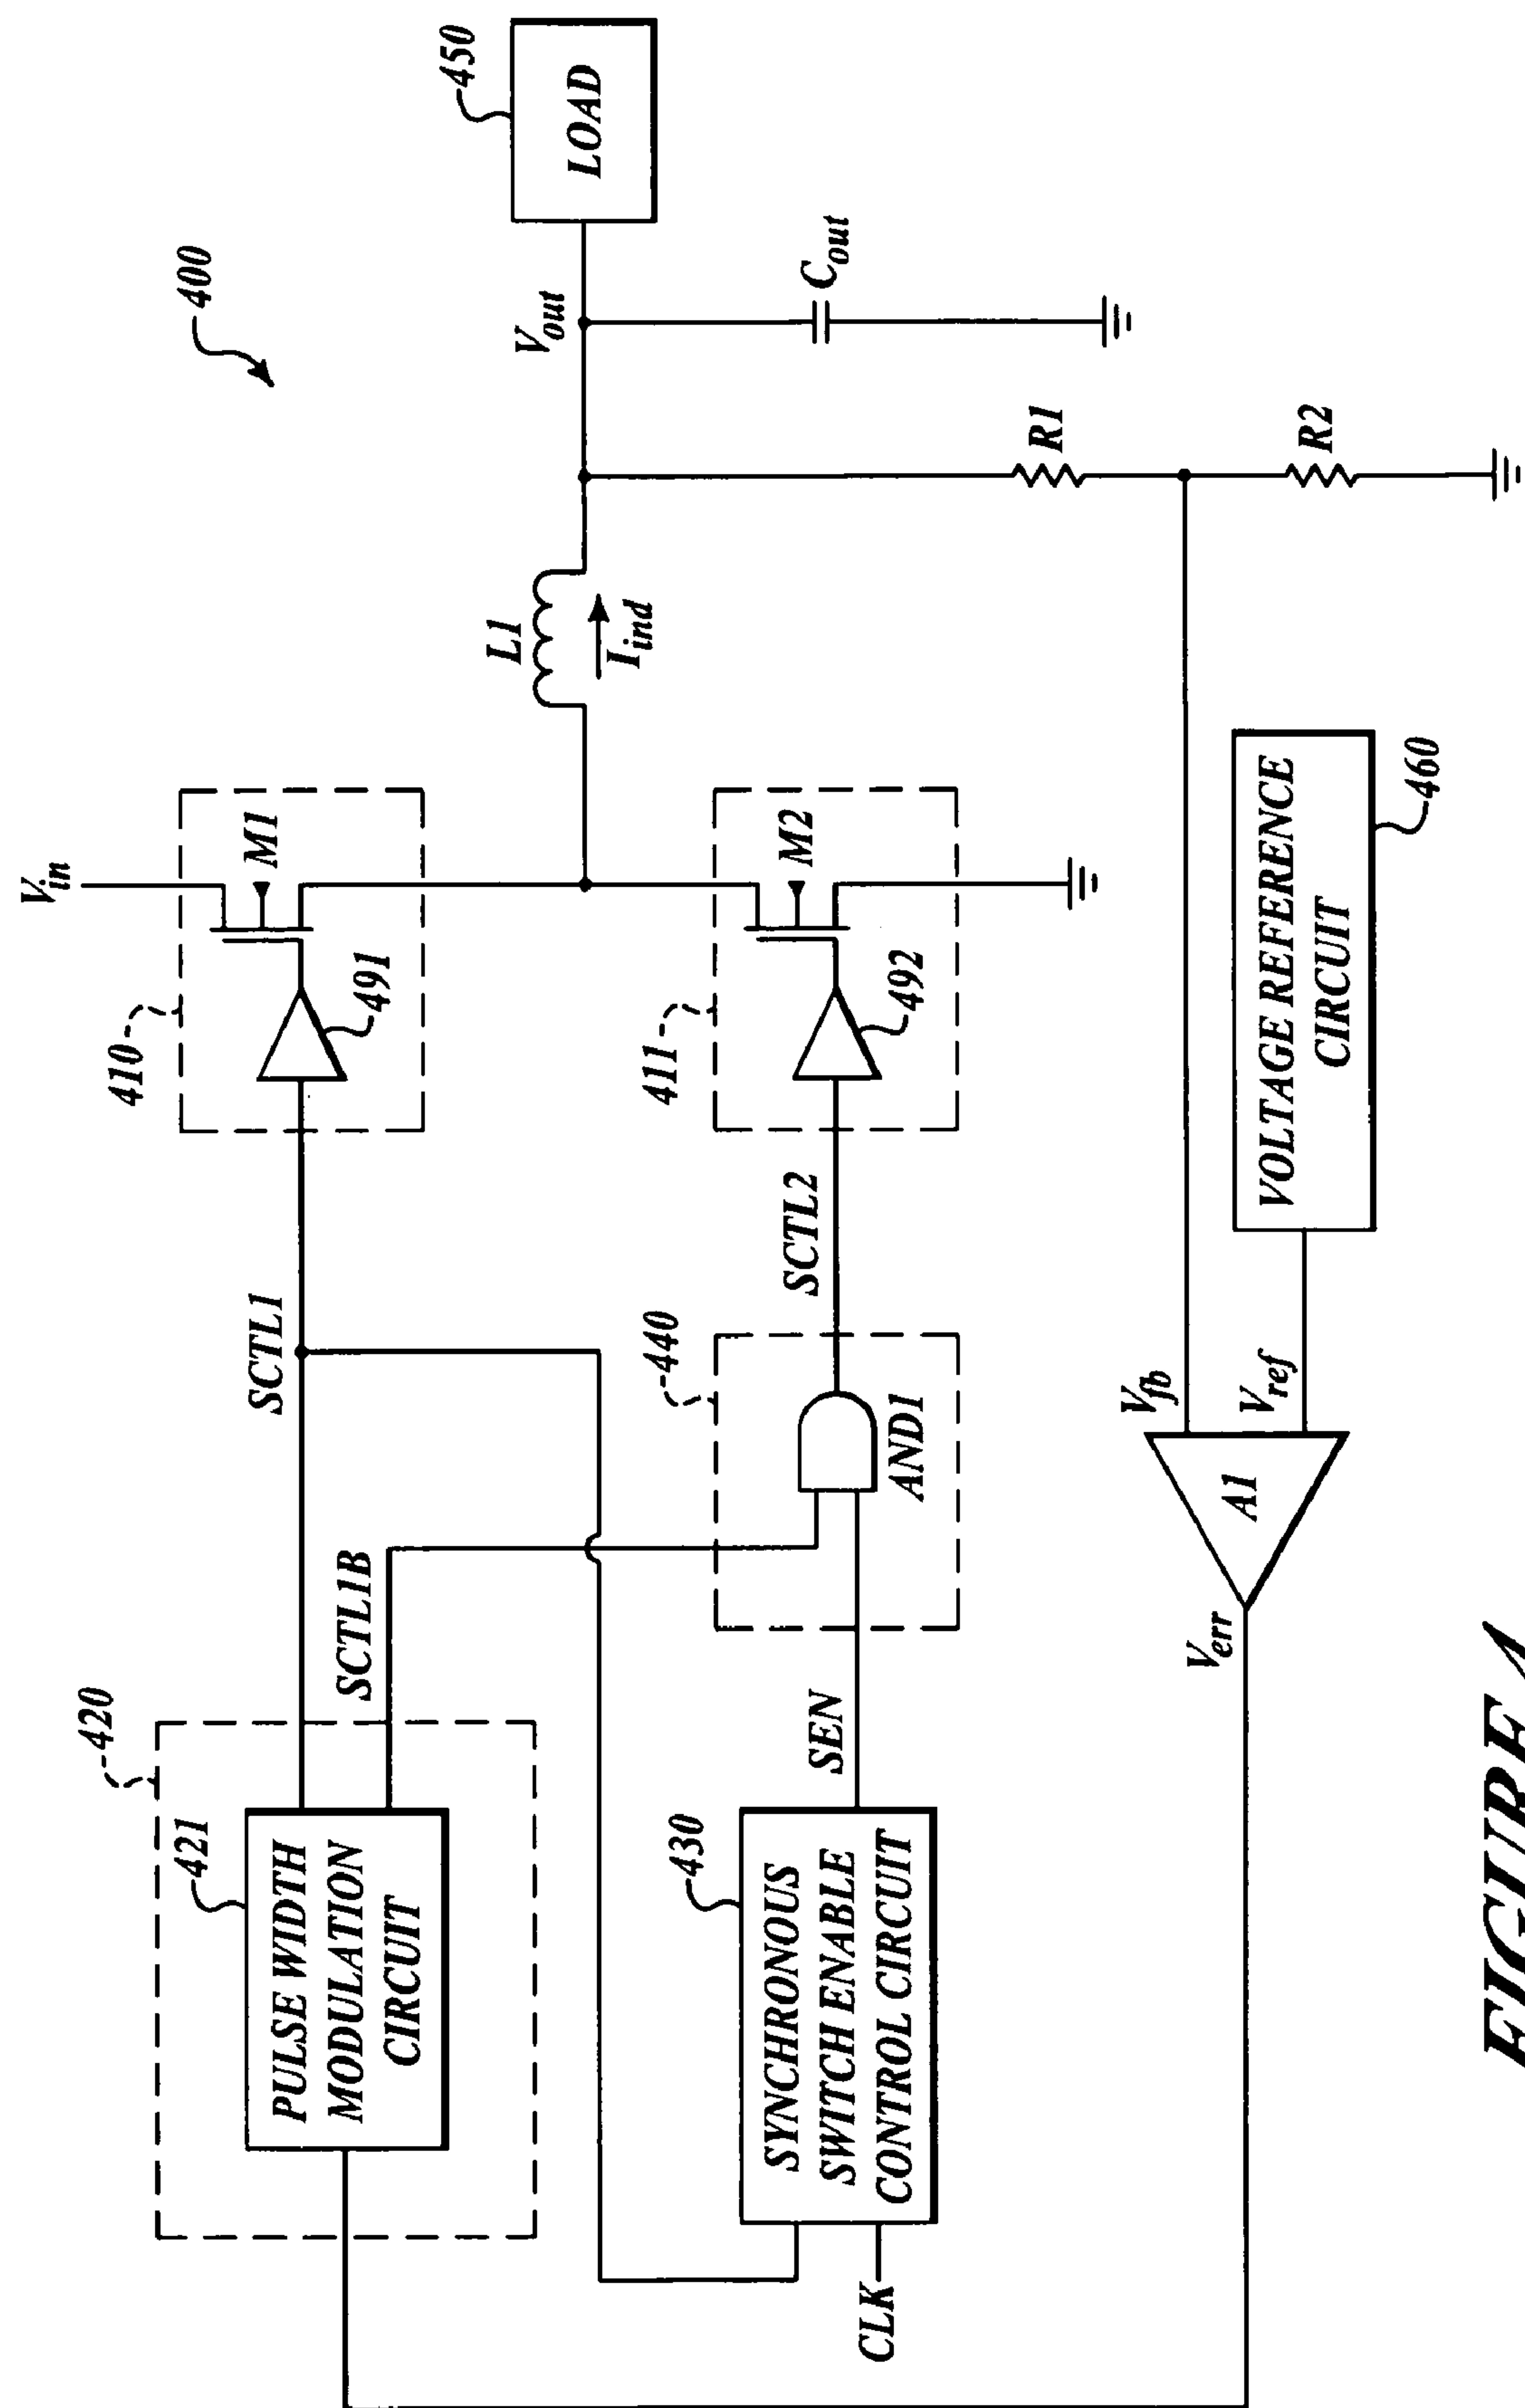 400
V_in
410
M1
491
420
421
PULSE WIDTH
MODULATION
CIRCUIT
SCTL1
SCTL1B
L1
I_ind
V_out
450
LOAD
C_out
430
SYNCHRONOUS
SWITCH ENABLE
CONTROL CIRCUIT
CLK
SEN
440
AND1
SCTL2
411
M2
492
R1
R2
V_err
A1
V_fb
V_ref
VOLTAGE REFERENCE
CIRCUIT
460
FIGURE 4